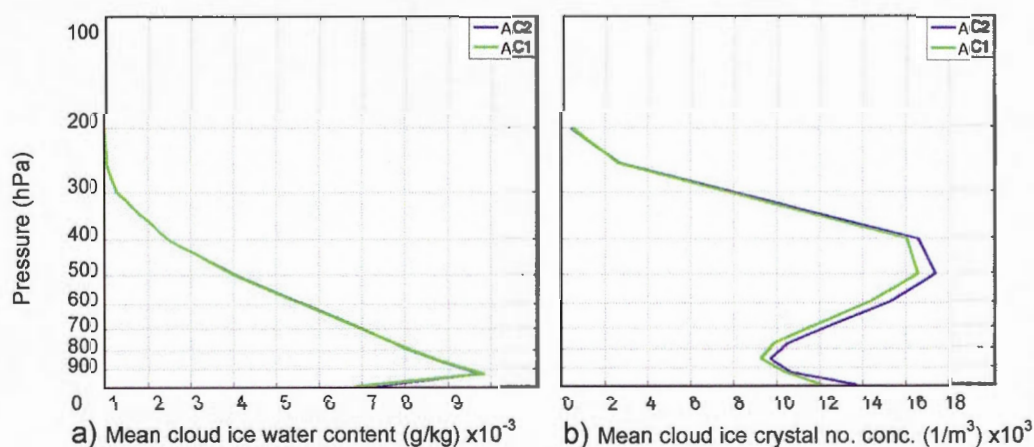 100
200
300
400
500
600
700
800
900
0
Pressure (hPa)
AC2
AC1
1 2 3 4 5 6 7 8 9
a) Mean cloud ice water content (g/kg) x10-3
AC2
AC1
0 2 4 6 8 10 12 14 16 18
b) Mean cloud ice crystal no. conc. (1/m3) x103